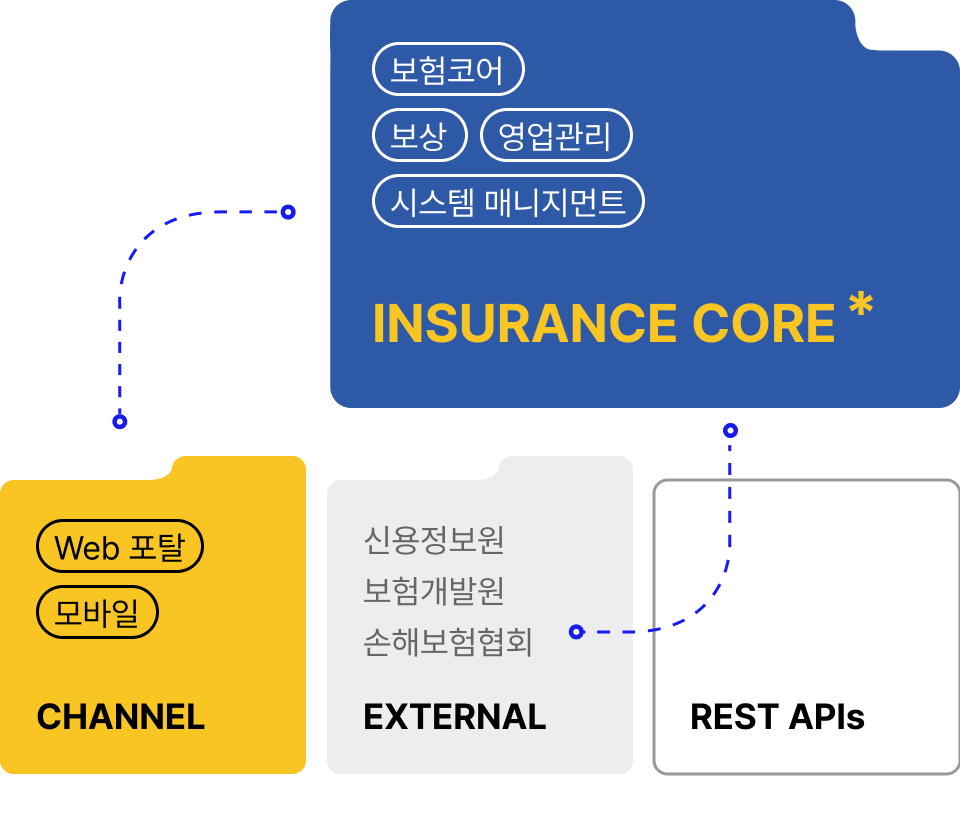 보험코어
보상 영업관리
시스템 매니지먼트
INSURANCE CORE *
Web 포탈
모바일
CHANNEL
신용정보원
보험개발원
손해보험협회
EXTERNAL
REST APIs